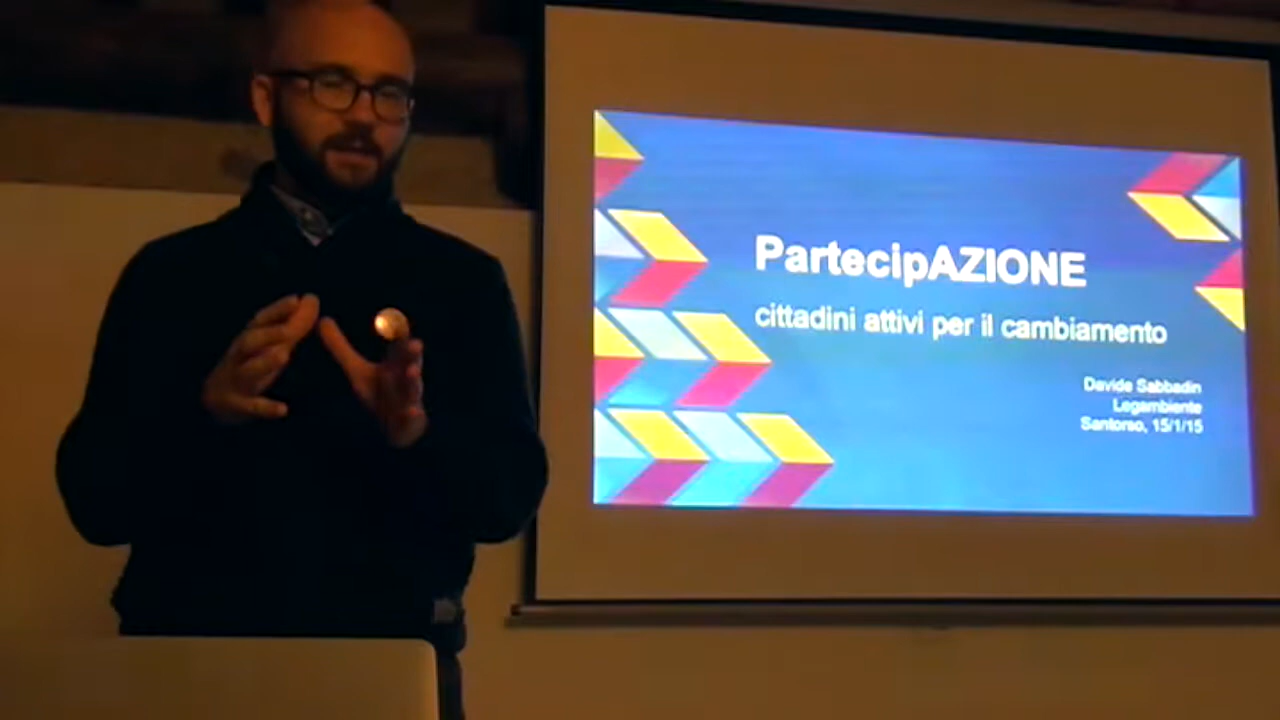 PartecipAZIONE
cittadini attivi per il cambiamento
Davide Sabbadin
Legambiente
Santorso, 15/1/15